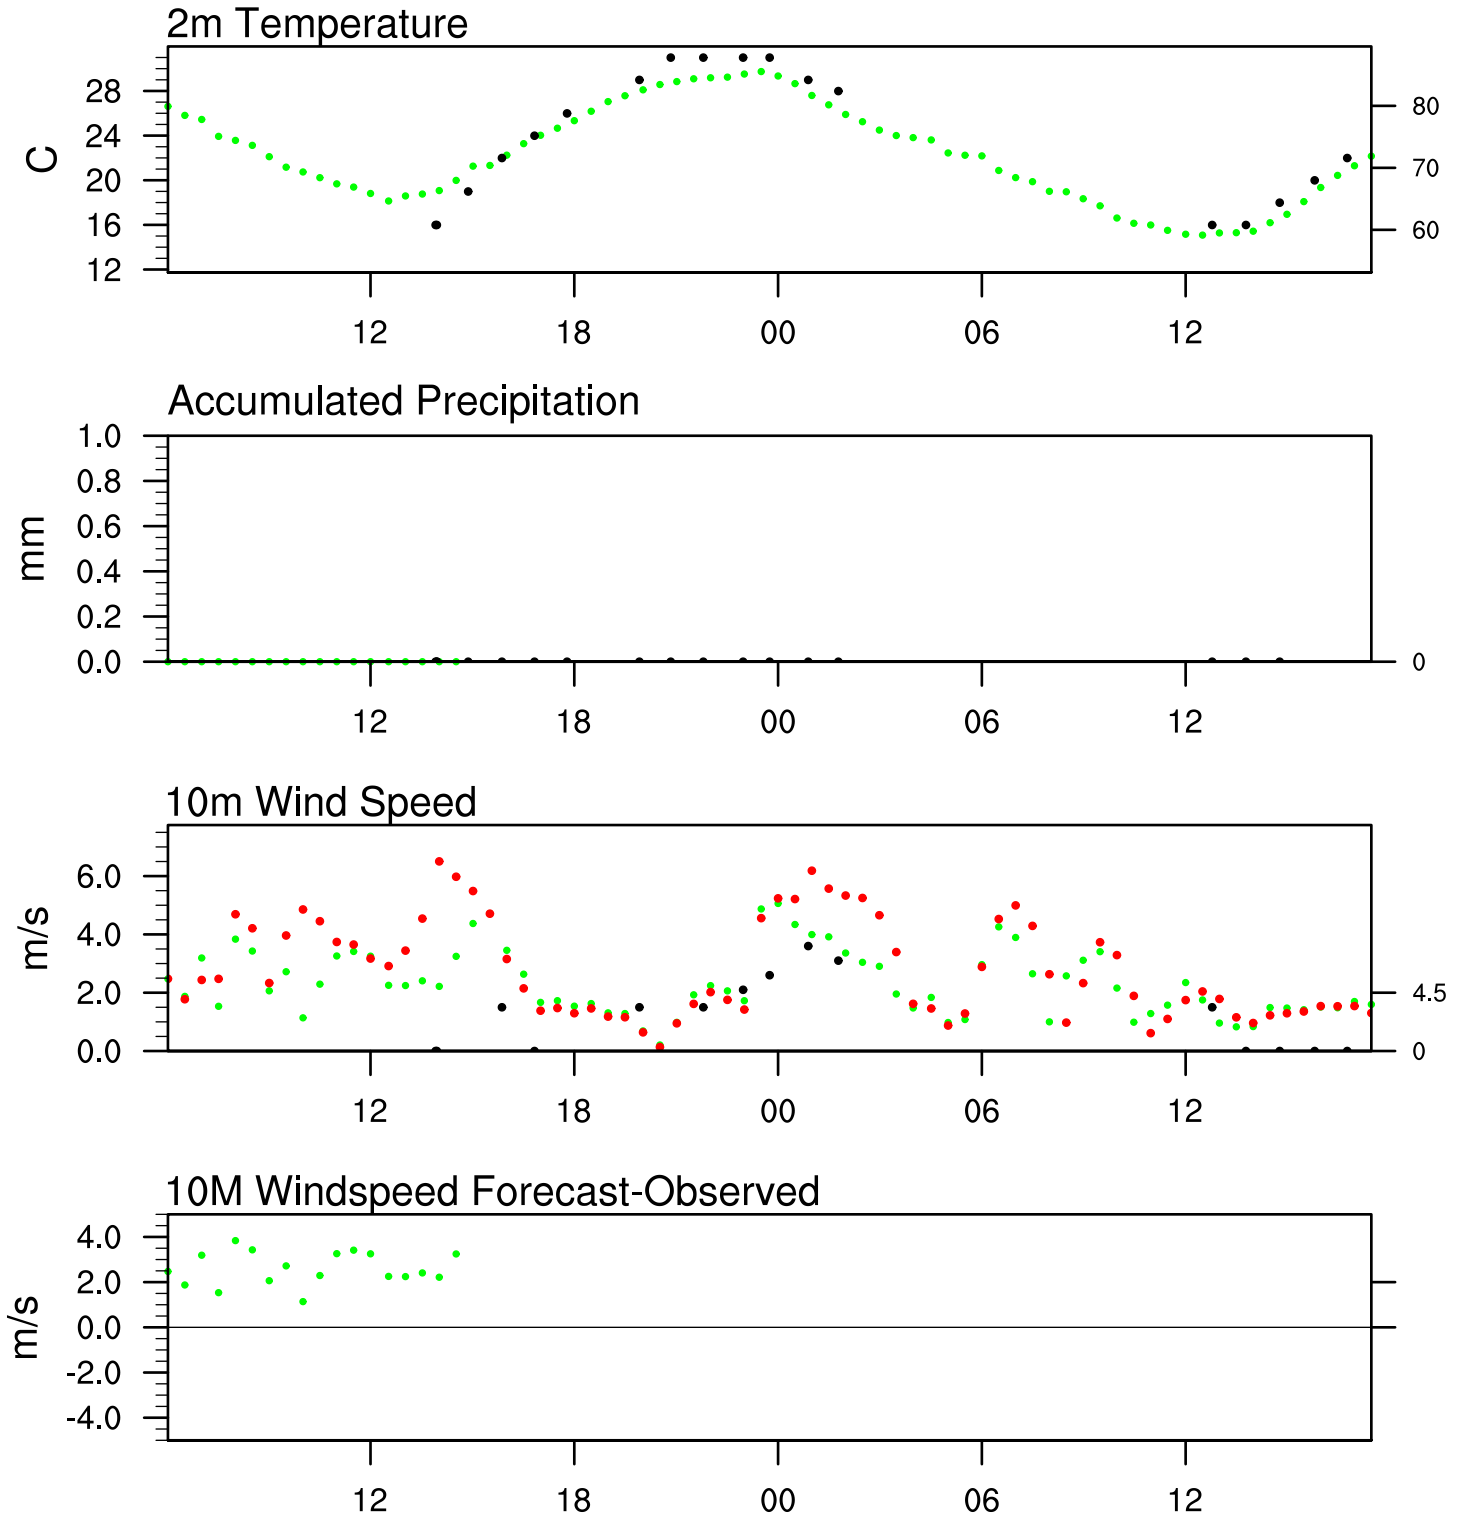 2m Temperature
28
24
20
16
12
C
80
70
60
12 18 00 06 12
Accumulated Precipitation
1.0
0.8
0.6
0.4
0.2
0.0
mm
0
12 18 00 06 12
10m Wind Speed
6.0
4.0
2.0
0.0
m/s
4.5
0
12 18 00 06 12
10M Windspeed Forecast-Observed
4.0
2.0
0.0
-2.0
-4.0
m/s
12 18 00 06 12